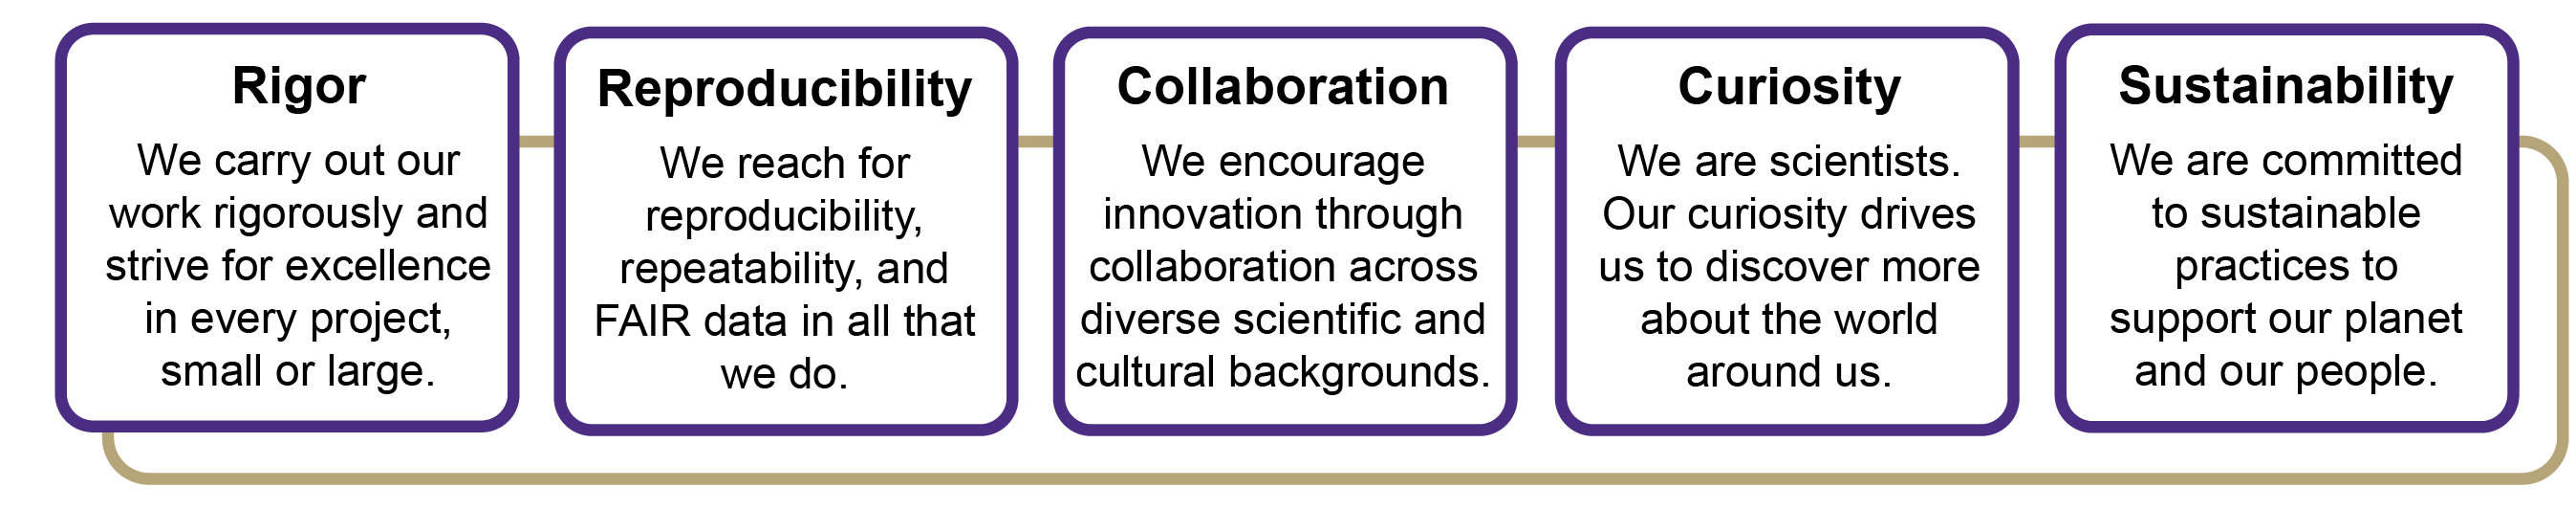 Rigor
We carry out our
work rigorously and
strive for excellence
in every project,
small or large.
Reproducibility
We reach for
reproducibility,
repeatability, and
FAIR data in all that
we do.
Collaboration
We encourage
innovation through
collaboration across
diverse scientific and
cultural backgrounds.
Curiosity
We are scientists.
Our curiosity drives
us to discover more
about the world
around us.
Sustainability
We are committed
to sustainable
practices to
support our planet
and our people.